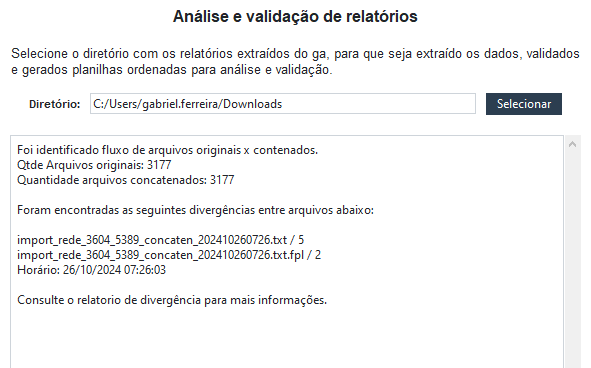 Análise e validação de relatórios
Selecione o diretório com os relatórios extraídos do ga, para que seja extraído os dados, validados
e gerados planilhas ordenadas para análise e validação.
Diretório: C:/Users/gabriel.ferreira/Downloads Selecionar
Foi identificado fluxo de arquivos originais x contenados.
Qtde Arquivos originais: 3177
Quantidade arquivos concatenados: 3177
Foram encontradas as seguintes divergências entre arquivos abaixo:
import_rede_3604_5389_concaten_202410260726.txt / 5
import_rede_3604_5389_concaten_202410260726.txt.fpl / 2
Horário: 26/10/2024 07:26:03
Consulte o relatorio de divergência para mais informações.